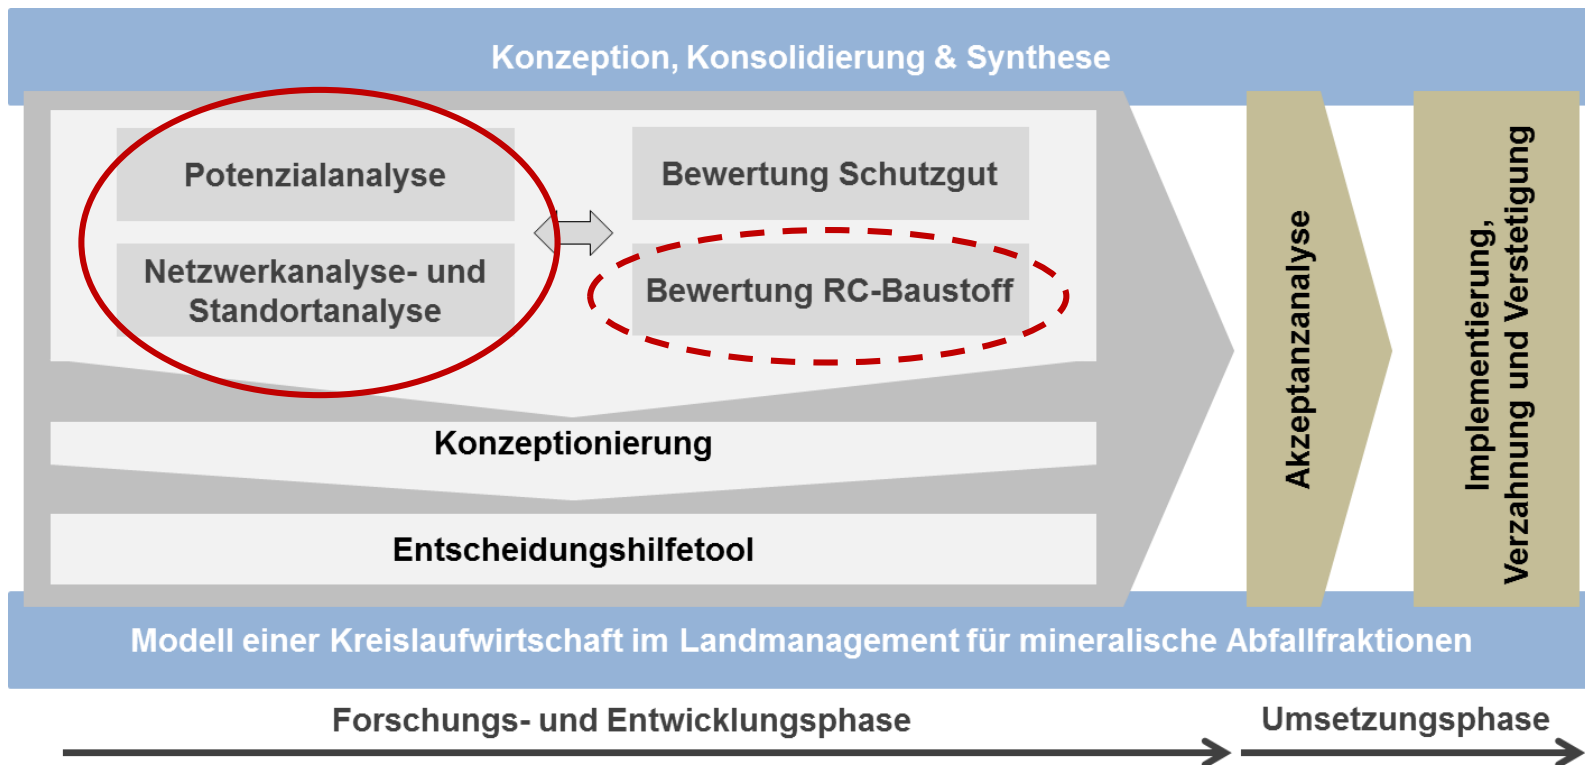 Konzeption, Konsolidierung & Synthese
Potenzialanalyse
Netzwerkanalyse- und
Standortanalyse
Bewertung Schutzgut
Bewertung RC-Baustoff
Konzeptionierung
Entscheidungshilfetool
Akzeptanzanalyse
Implementierung,
Verzahnung und Verstetigung
Modell einer Kreislaufwirtschaft im Landmanagement für mineralische Abfallfraktionen
Forschungs- und Entwicklungsphase
Umsetzungsphase